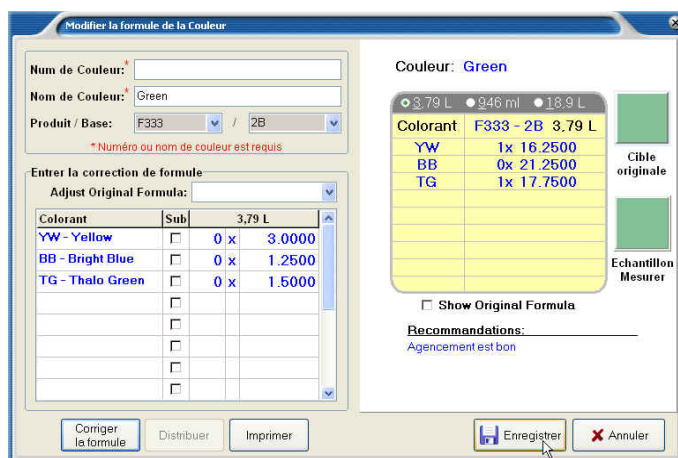 Modifier la formule de la Couleur
Num de Couleur:*
Nom de Couleur:* Green
Produit / Base: F333 / 2B
* Numéro ou nom de couleur est requis
Entrer la correction de formule
Adjust Original Formula:
Colorant Sub 3,79 L
YW - Yellow 0 x 3.0000
BB - Bright Blue 0 x 1.2500
TG - Thalo Green 0 x 1.5000
Corriger
la formule
Distribuer
Imprimer
Couleur: Green
3,79 L 946 ml 18,9 L
Colorant F333 - 2B 3,79 L
YW 1x 16.2500
BB 0x 21.2500
TG 1x 17.7500
Cible
originale
Echantillon
Mesurer
Show Original Formula
Recommandations:
Agencement est bon
Enregistrer
Annuler